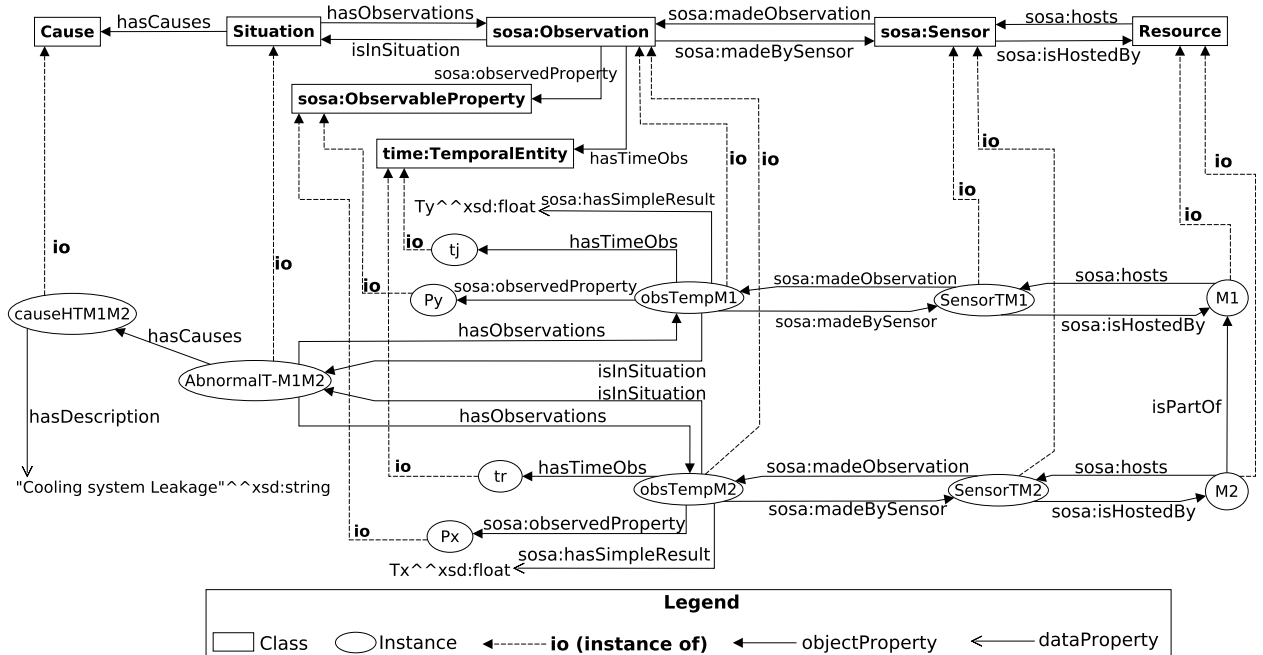 hasCauses
hasObservations
sosa:madeObservation
sosa:hosts
Cause
Situation
sosa:Observation
sosa:Sensor
Resource
isInSituation
sosa:madeBySensor
sosa:isHostedBy
sosa:observedProperty
sosa:ObservableProperty
time:TemporalEntity
hasTimeObs
io
io
io
io
io
io
Ty^^xsd:float
sosa:hasSimpleResult
io
tj
hasTimeObs
io
io
io
Py
sosa:observedProperty
obsTempM1
sosa:madeObservation
SensorTM1
sosa:hosts
M1
causeHTM1M2
sosa:madeBySensor
sosa:isHostedBy
hasCauses
hasObservations
AbnormalT-M1M2
isInSituation
isInSituation
hasDescription
hasObservations
isPartOf
"Cooling system Leakage"^^xsd:string
io
tr
hasTimeObs
obsTempM2
sosa:madeObservation
SensorTM2
sosa:hosts
M2
sosa:madeBySensor
sosa:isHostedBy
io
Px
sosa:observedProperty
Tx^^xsd:float
sosa:hasSimpleResult
Legend
Class
Instance
io (instance of)
objectProperty
dataProperty